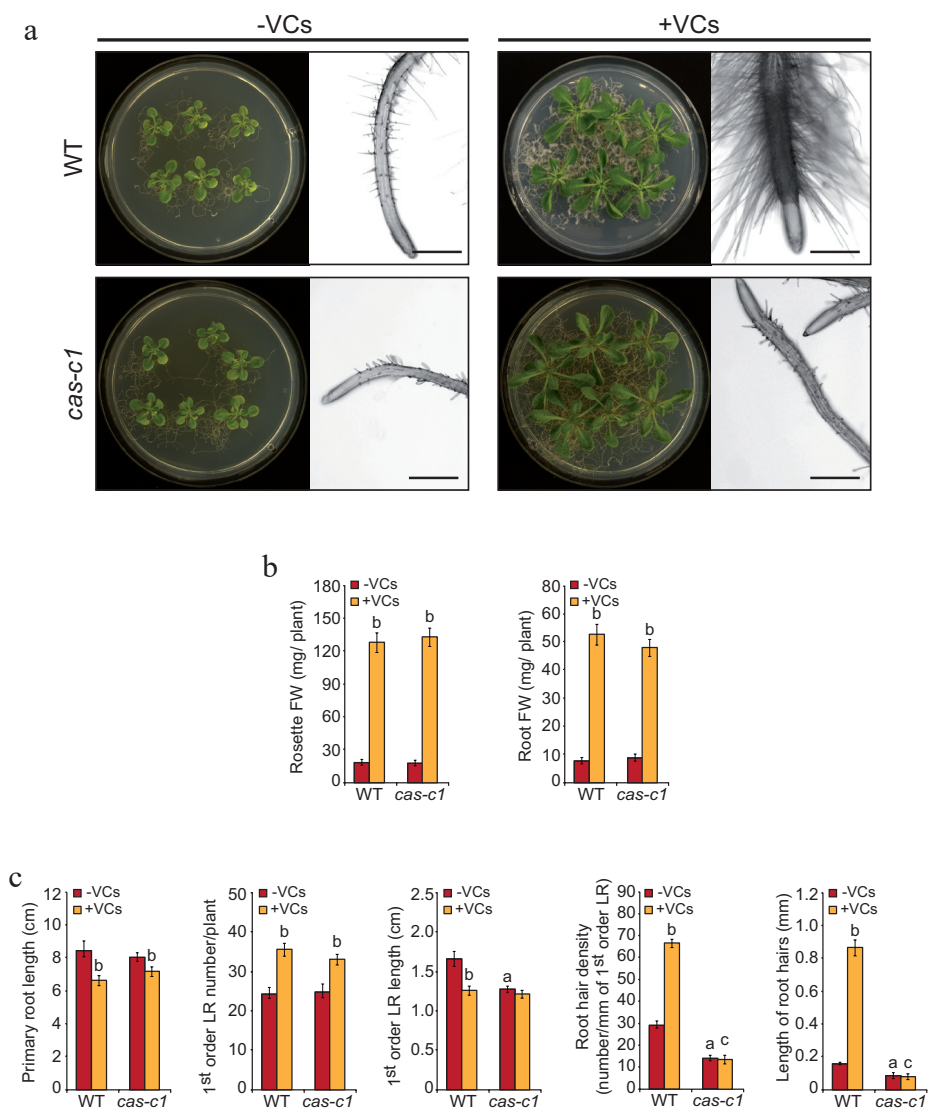 a
-VCs
+VCs
WT
cas-c1
b
Rosette FW (mg/ plant)
180
150
120
90
60
30
0
-VCs
+VCs
b
b
WT
cas-c1
Root FW (mg/ plant)
80
70
60
50
40
30
20
10
0
-VCs
+VCs
b
b
WT
cas-c1
c
Primary root length (cm)
12
10
8
6
4
2
0
-VCs
+VCs
b
b
WT
cas-c1
1st order LR number/plant
50
40
30
20
10
0
-VCs
+VCs
b
b
WT
cas-c1
1st order LR length (cm)
2.5
2.0
1.5
1.0
0.5
0
-VCs
+VCs
b
a
WT
cas-c1
Root hair density
(number/mm of 1st order LR)
90
80
70
60
50
40
30
20
10
0
-VCs
+VCs
b
a
c
WT
cas-c1
Length of root hairs (mm)
1.2
1.0
0.8
0.6
0.4
0.2
0
-VCs
+VCs
b
a
c
WT
cas-c1